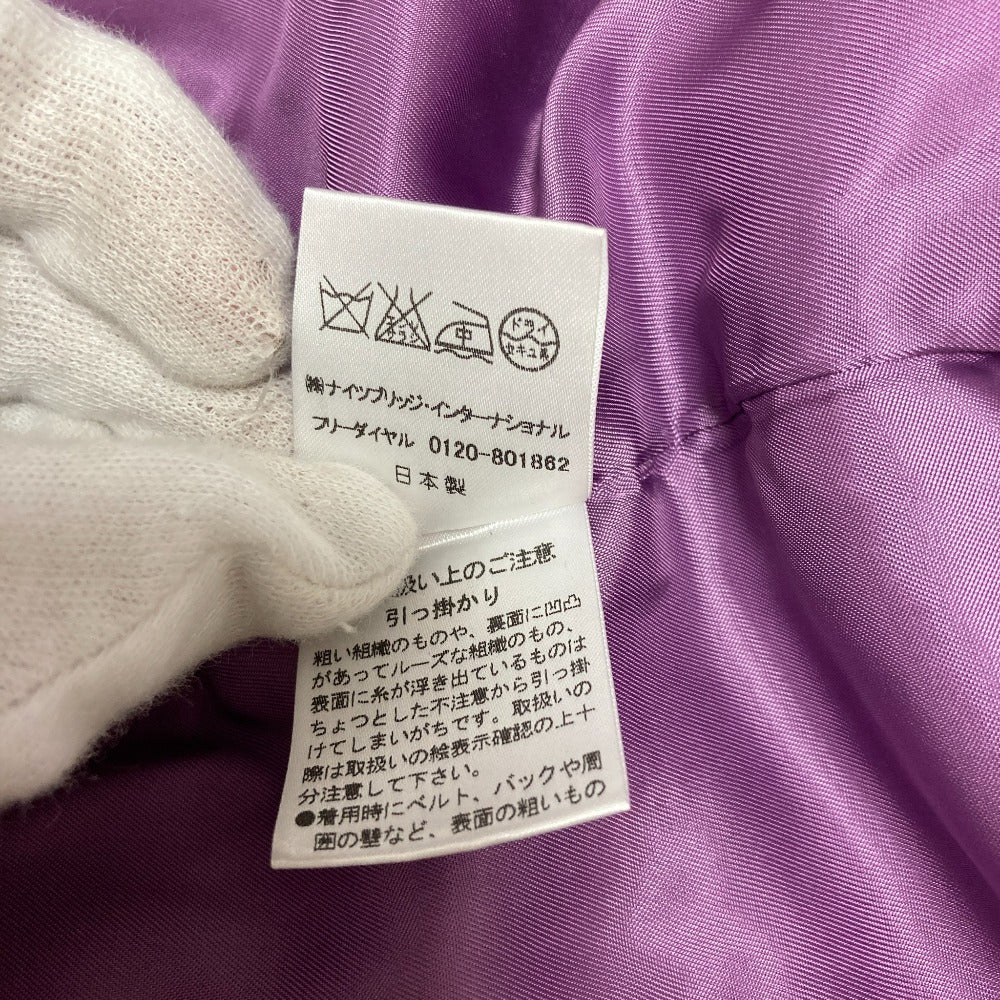 エンソ
中
ドライ
セキユ系
㈱ナイツブリッジ・インターナショナル
フリーダイヤル 0120-801862
日本製
扱い上のご注意
引っ掛かり
粗い組織のものや、表面に凹凸
があってルーズな組織のもの、
表面に糸が浮き出ているものは
ちょっとした不注意から引っ掛
けてしまいがちです。取扱いの
際は取扱いの絵表示確認の上十
分注意して下さい。
●着用時にベルト、バックや周
囲の壁など、表面の粗いもの